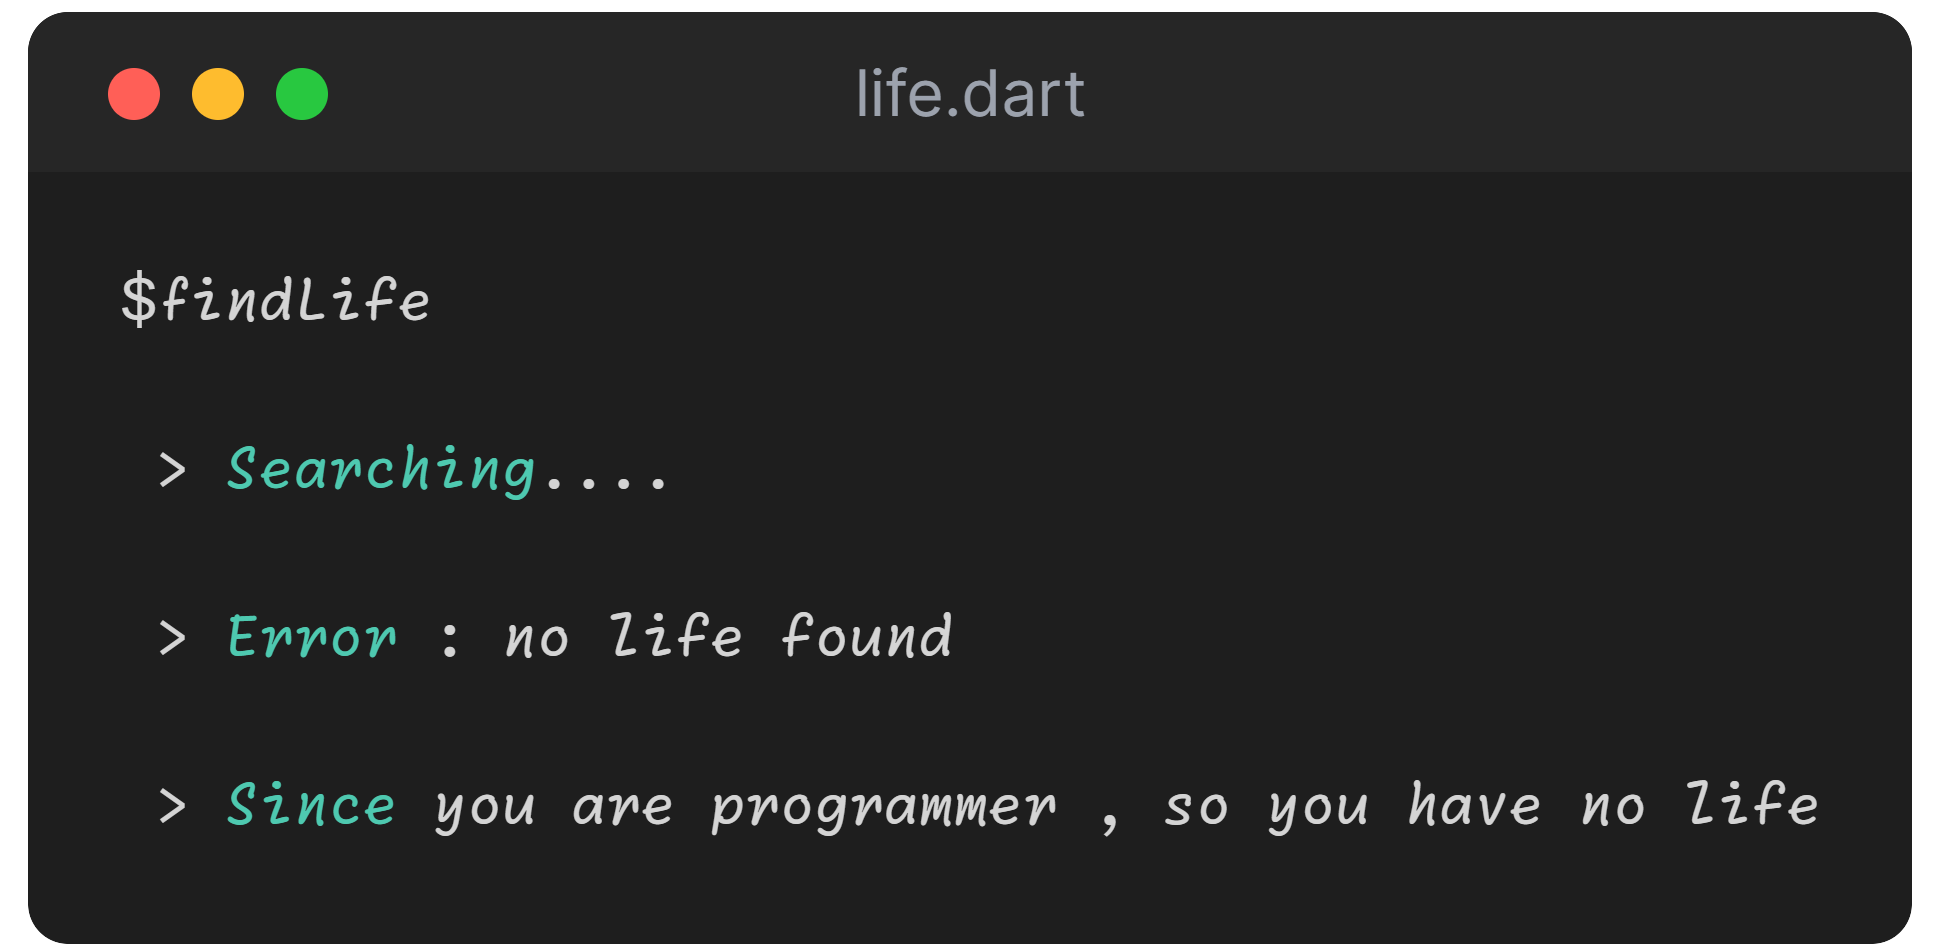 life.dart
$findLife
> Searching....
> Error : no life found
> Since you are programmer , so you have no life